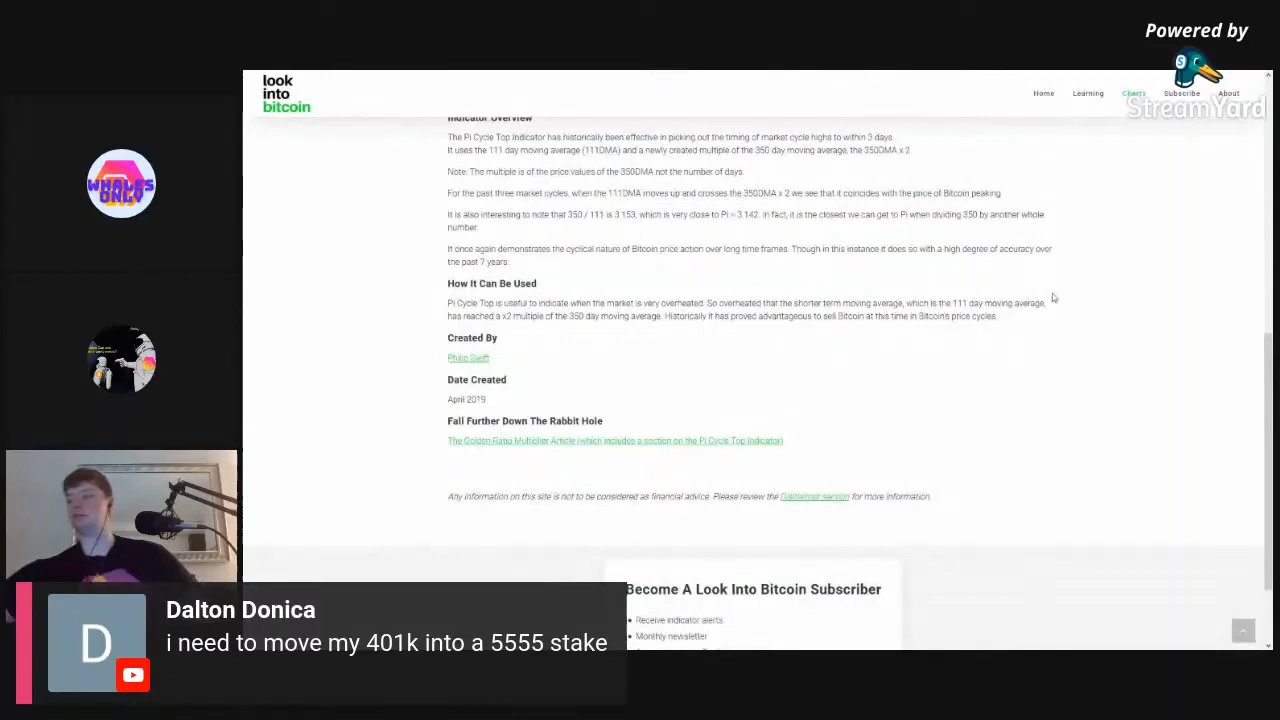 Powered by
StreamYard
look
into
bitcoin
Home Learning Charts Subscribe About
Indicator Overview
The Pi Cycle Top Indicator has historically been effective in picking out the timing of market cycle highs to within 3 days.
It uses the 111 day moving average (111DMA) and a newly created multiple of the 350 day moving average, the 350DMA x 2.
Note: The multiple is of the price values of the 350DMA not the number of days.
For the past three market cycles, when the 111DMA moves up and crosses the 350DMA x 2 we see that it coincides with the price of Bitcoin peaking.
It is also interesting to note that 350 / 111 is 3.153, which is very close to Pi = 3.142. In fact, it is the closest we can get to Pi when dividing 350 by another whole
number.
It once again demonstrates the cyclical nature of Bitcoin price action over long time frames. Though in this instance it does so with a high degree of accuracy over
the past 7 years.
How It Can Be Used
Pi Cycle Top is useful to indicate when the market is very overheated. So overheated that the shorter term moving average, which is the 111 day moving average,
has reached a x2 multiple of the 350 day moving average. Historically it has proved advantageous to sell Bitcoin at this time in Bitcoin's price cycles.
Created By
Philip Swift
Date Created
April 2019
Fall Further Down The Rabbit Hole
The Golden Ratio Multiplier Article (which includes a section on the Pi Cycle Top Indicator)
Any information on this site is not to be considered as financial advice. Please review the Disclaimer section for more information.
Become A Look Into Bitcoin Subscriber
Receive indicator alerts
Monthly newsletter
WHALES
ONLY
D
Dalton Donica
i need to move my 401k into a 5555 stake